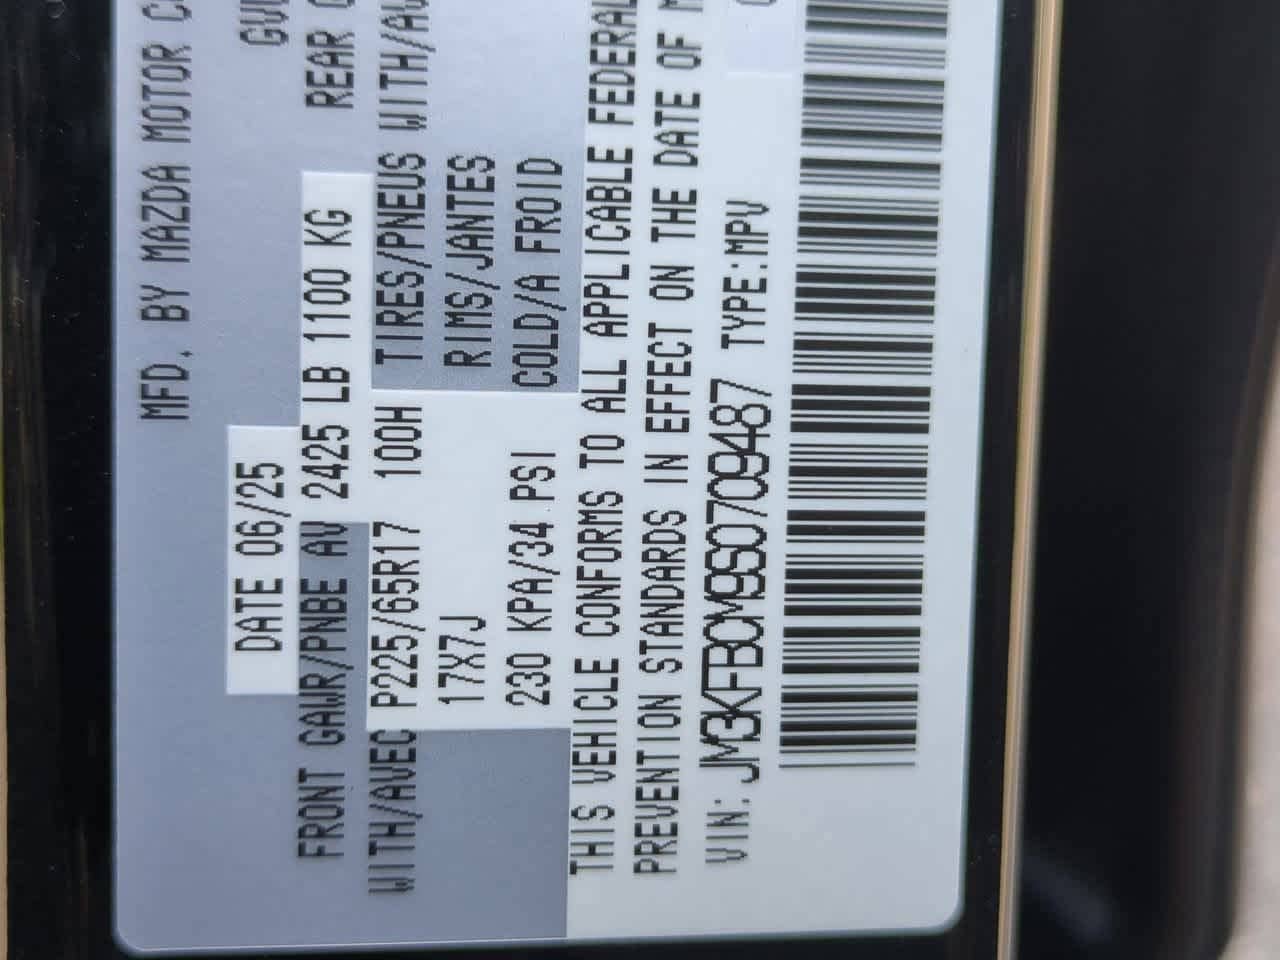 MFD. BY MAZDA MOTOR C
DATE 06/25 GVW
FRONT GAWR/PNBE AV 2425 LB 1100 KG REAR G
WITH/AVEC P225/65R17 100H TIRES/PNEUS WITH/AV
17X7J RIMS/JANTES
230 KPA/34 PSI COLD/A FROID
THIS VEHICLE CONFORMS TO ALL APPLICABLE FEDERAL
PREVENTION STANDARDS IN EFFECT ON THE DATE OF M
VIN: JM3KFBCM9S0709487 TYPE:MPV